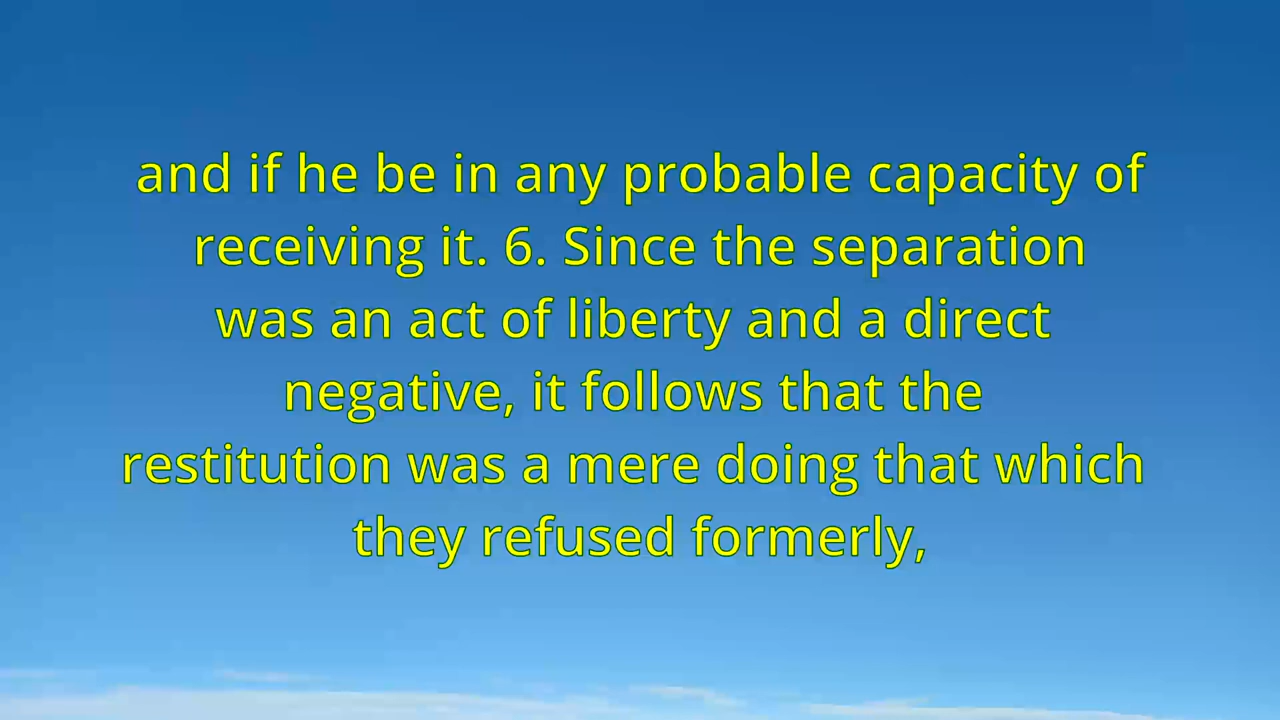 and if he be in any probable capacity of
receiving it. 6. Since the separation
was an act of liberty and a direct
negative, it follows that the
restitution was a mere doing that which
they refused formerly,